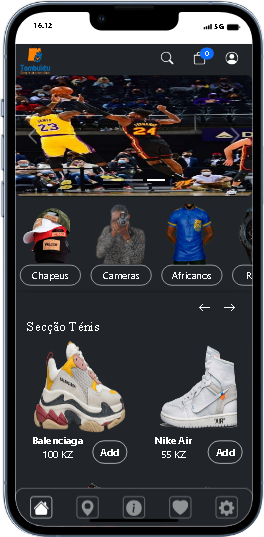 16.12
5G
Tombuktu
0
23
24
Chapeus
Cameras
Africanos
R
← →
Secção Ténis
Balenciaga
100 KZ
Add
Nike Air
55 KZ
Add